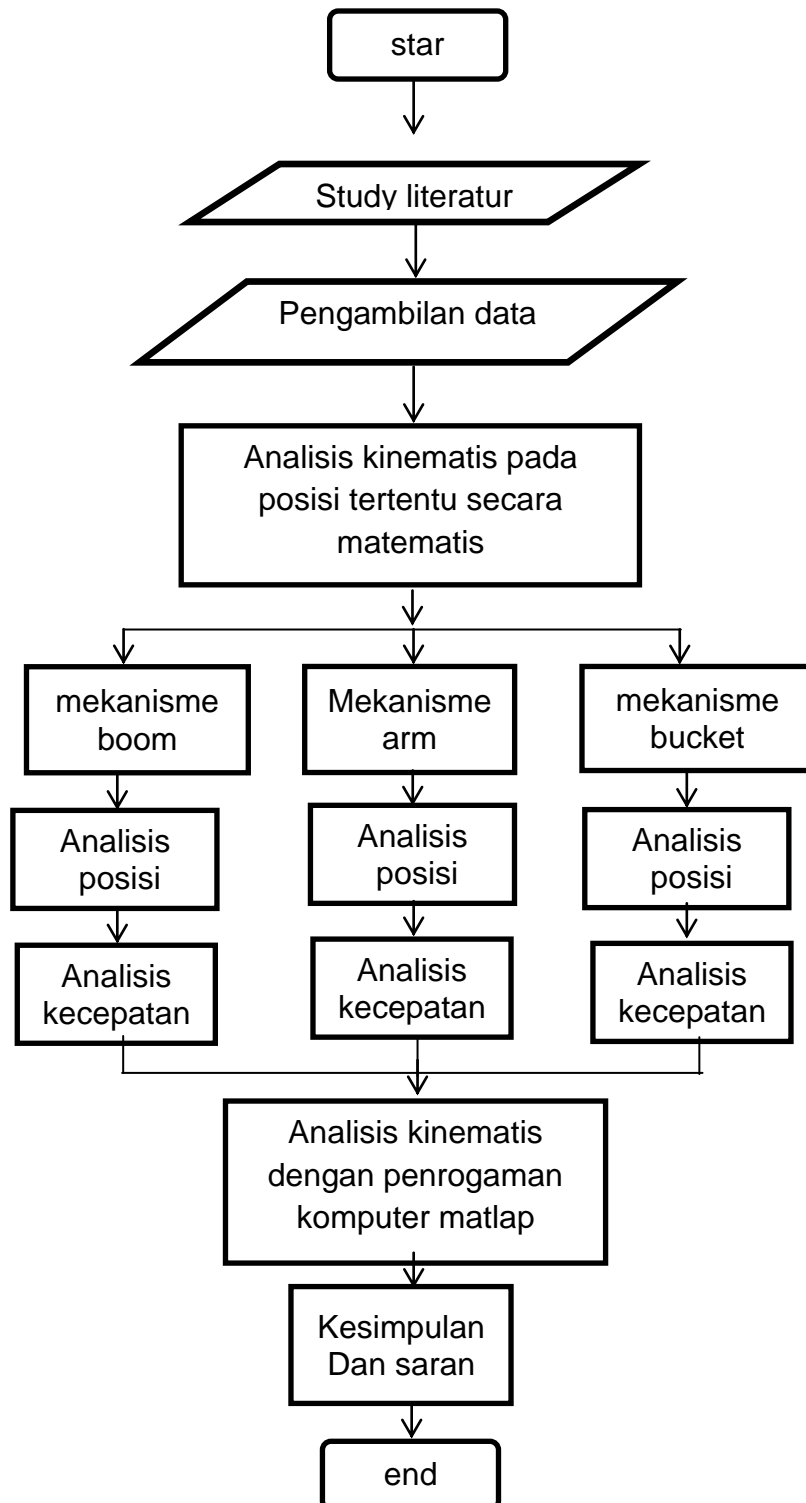 star
Study literatur
Pengambilan data
Analisis kinematis pada
posisi tertentu secara
matematis
mekanisme
boom
Mekanisme
arm
mekanisme
bucket
Analisis
posisi
Analisis
posisi
Analisis
posisi
Analisis
kecepatan
Analisis
kecepatan
Analisis
kecepatan
Analisis kinematis
dengan penrogaman
komputer matlap
Kesimpulan
Dan saran
end